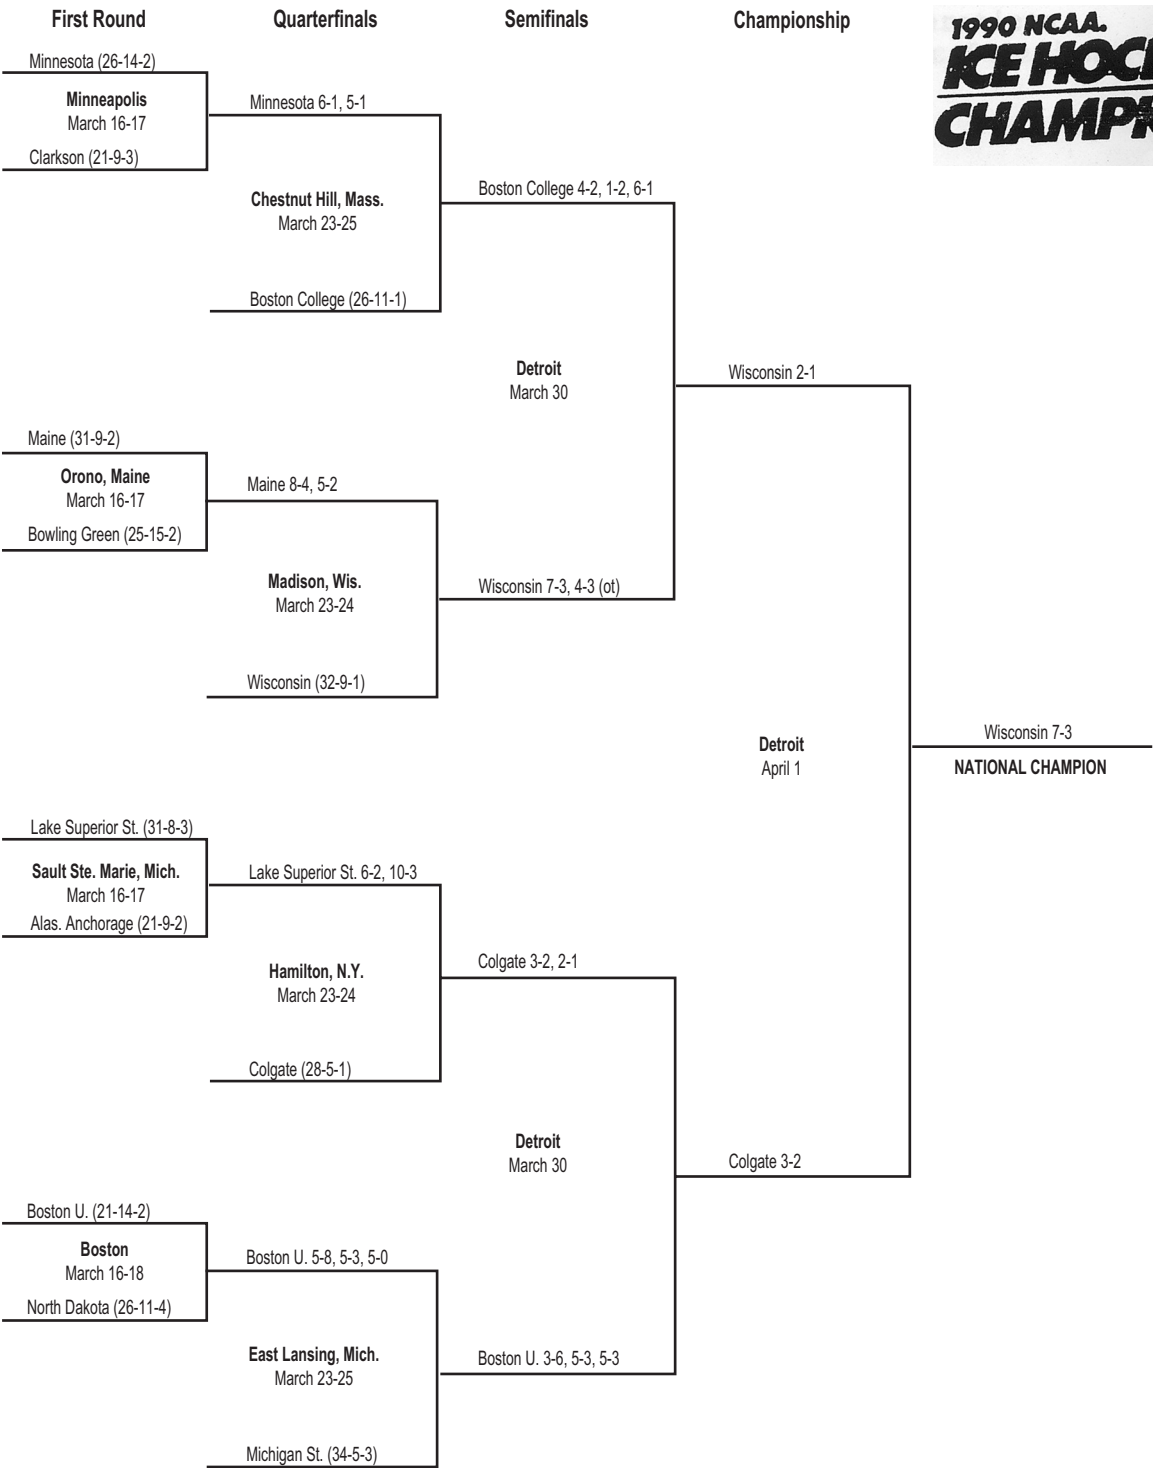 First Round Quarterfinals Semifinals Championship
1990 NCAA.
Minnesota (26-14-2)
Minneapolis
March 16-17
Clarkson (21-9-3)
Minnesota 6-1, 5-1
Chestnut Hill, Mass.
March 23-25
Boston College (26-11-1)
Boston College 4-2, 1-2, 6-1
Detroit
March 30
Wisconsin 2-1
Maine (31-9-2)
Orono, Maine
March 16-17
Bowling Green (25-15-2)
Maine 8-4, 5-2
Madison, Wis.
March 23-24
Wisconsin (32-9-1)
Wisconsin 7-3, 4-3 (ot)
Detroit
April 1
Wisconsin 7-3
NATIONAL CHAMPION
Lake Superior St. (31-8-3)
Sault Ste. Marie, Mich.
March 16-17
Alas. Anchorage (21-9-2)
Lake Superior St. 6-2, 10-3
Hamilton, N.Y.
March 23-24
Colgate (28-5-1)
Colgate 3-2, 2-1
Detroit
March 30
Colgate 3-2
Boston U. (21-14-2)
Boston
March 16-18
North Dakota (26-11-4)
Boston U. 5-8, 5-3, 5-0
East Lansing, Mich.
March 23-25
Michigan St. (34-5-3)
Boston U. 3-6, 5-3, 5-3